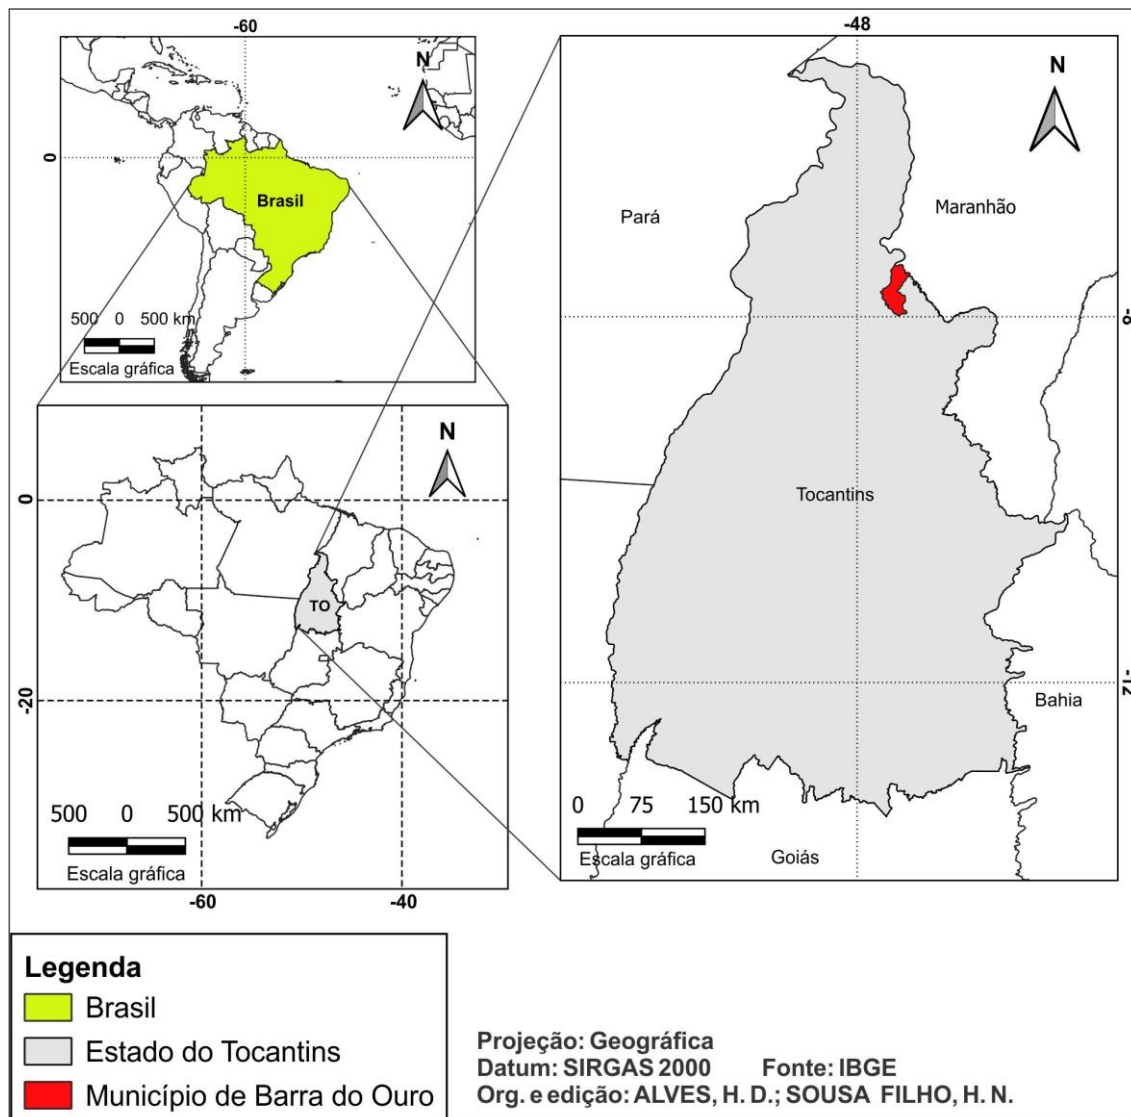 -60
N
0
Brasil
500 0 500 km
Escala gráfica
N
0
TO
-20
500 0 500 km
Escala gráfica
-60 -40
-48
N
Pará
Maranhão
-8
Tocantins
-12
Bahia
0 75 150 km
Escala gráfica
Goiás
Legenda
Brasil
Estado do Tocantins
Município de Barra do Ouro
Projeção: Geográfica
Datum: SIRGAS 2000 Fonte: IBGE
Org. e edição: ALVES, H. D.; SOUSA FILHO, H. N.